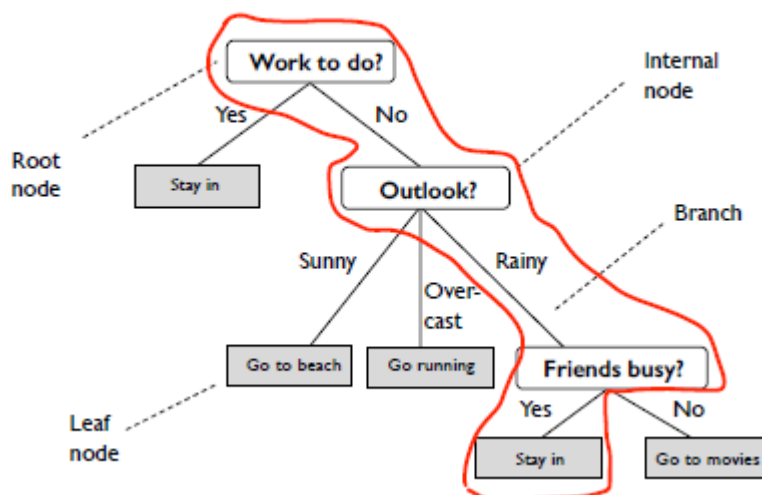 Work to do?
Internal
node
Yes
No
Root
node
Stay in
Outlook?
Branch
Sunny
Rainy
Over-
cast
Go to beach
Go running
Friends busy?
Leaf
node
Yes
No
Stay in
Go to movies